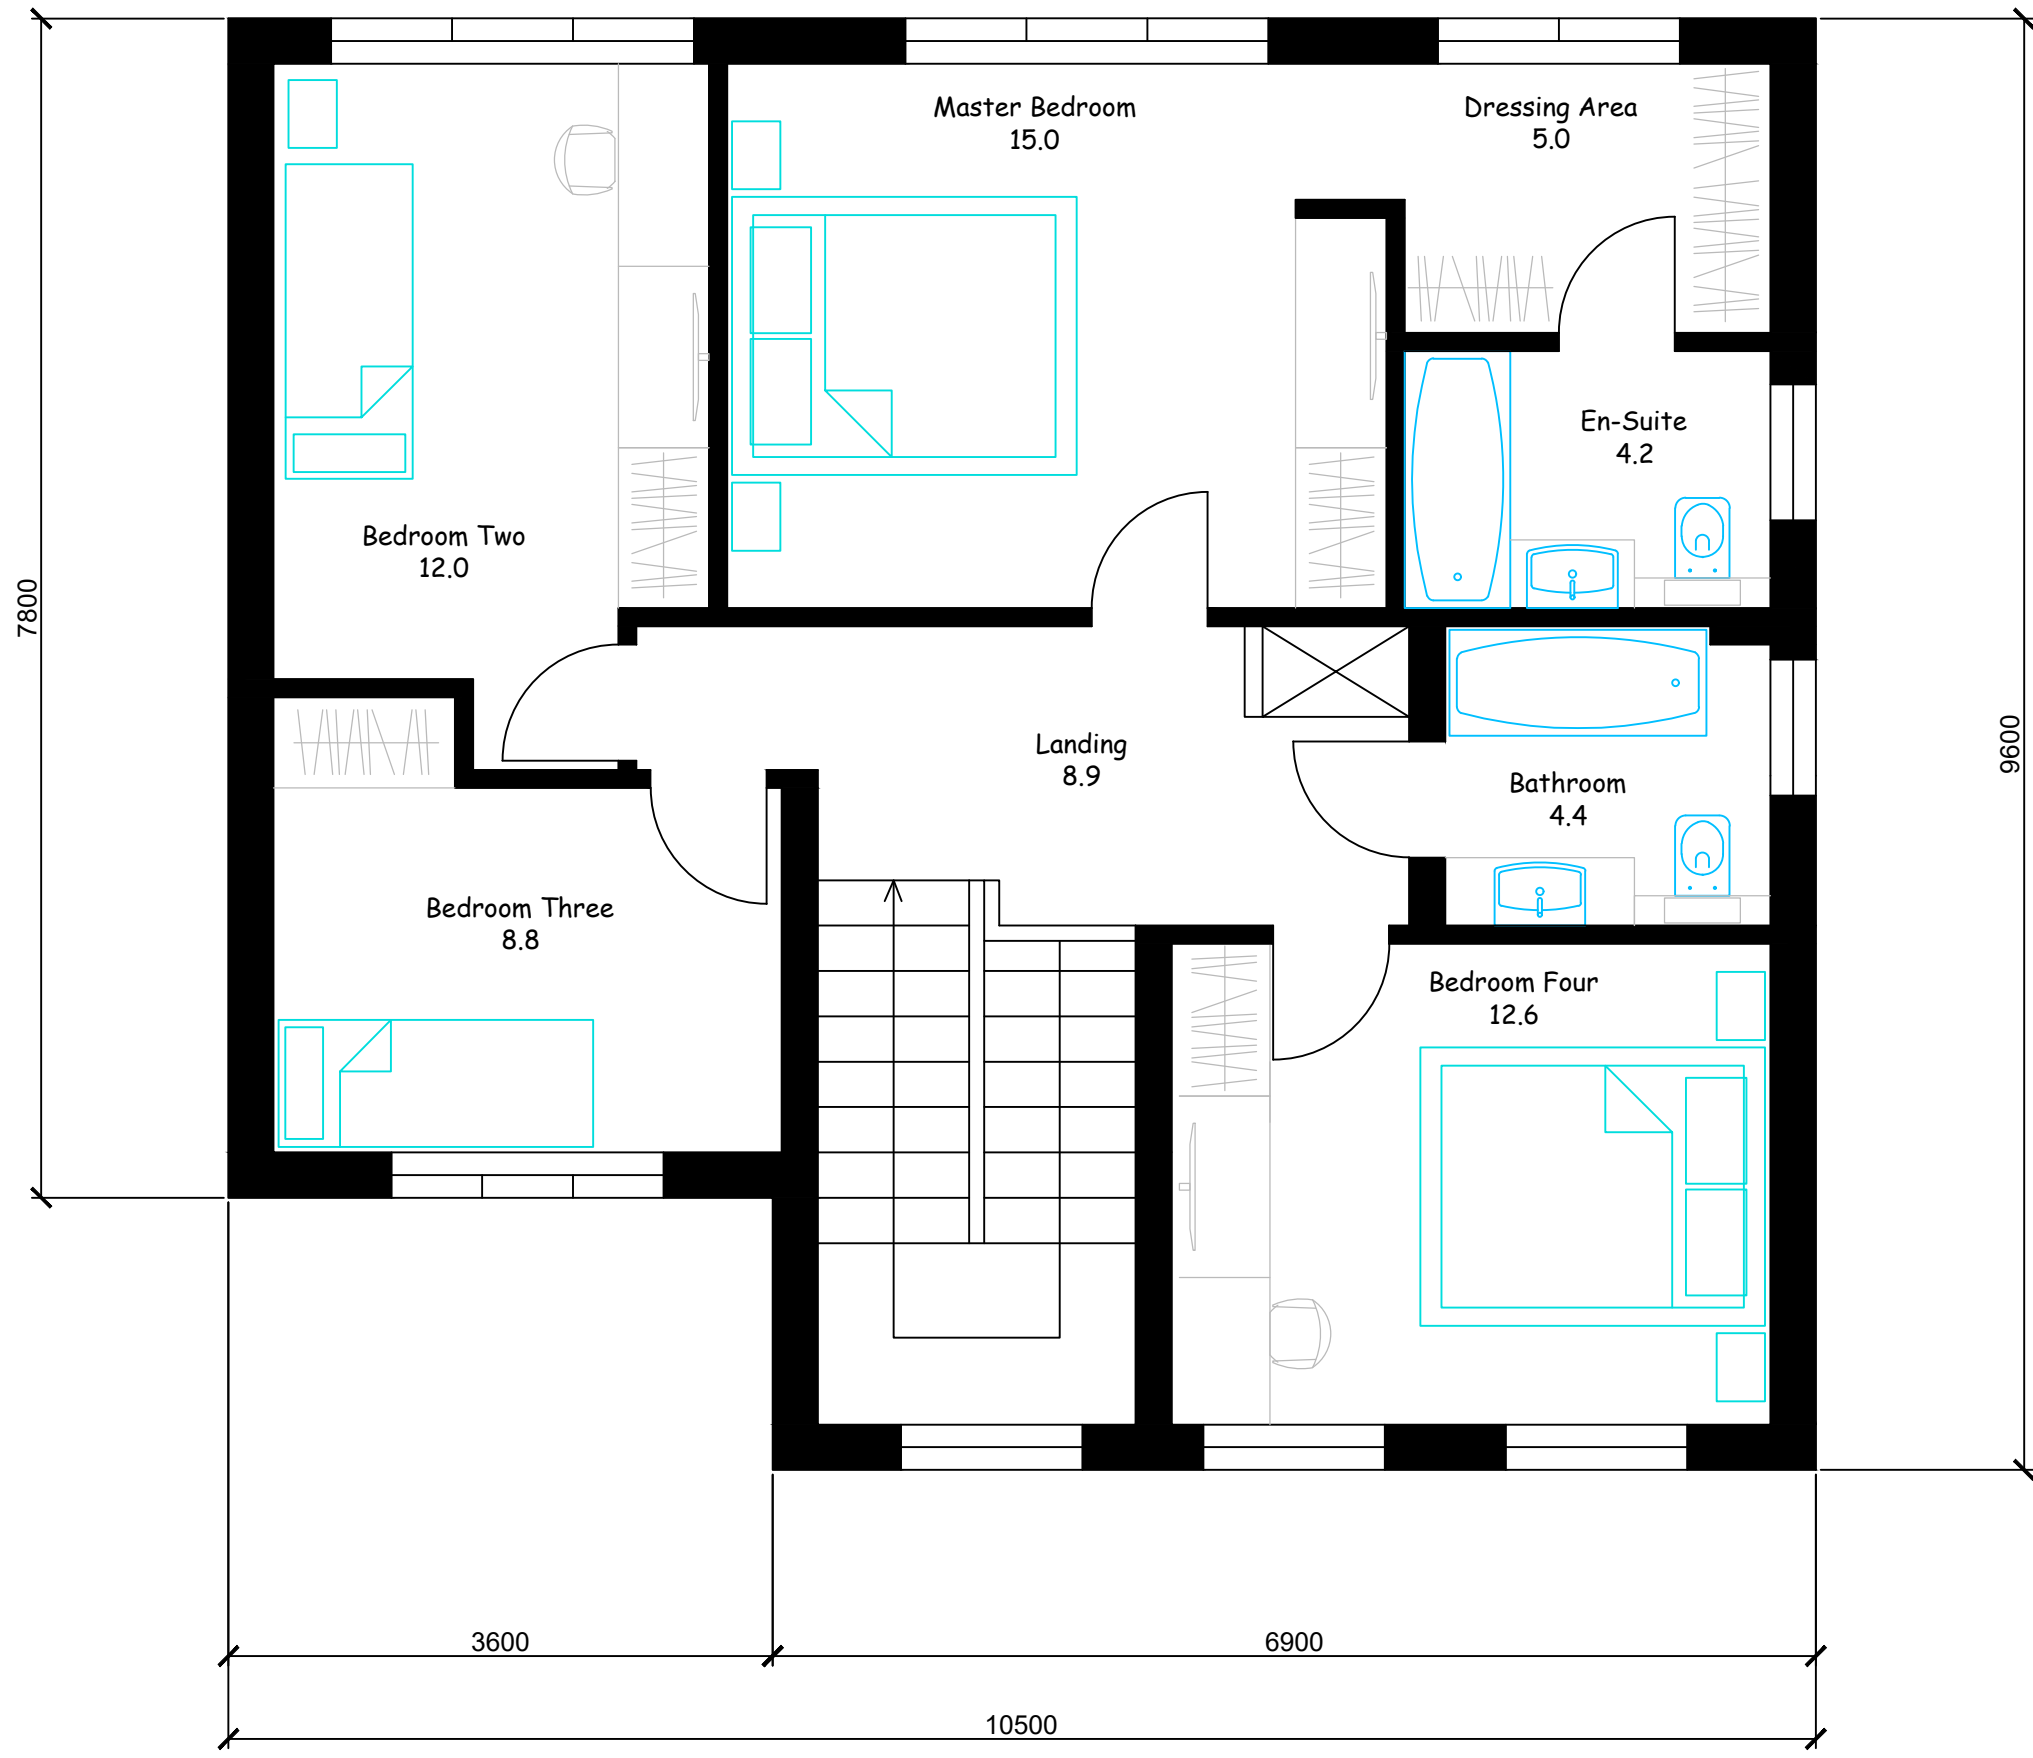 Master Bedroom
15.0
Dressing Area
5.0
En-Suite
4.2
Bedroom Two
12.0
7800
Landing
8.9
9600
Bathroom
4.4
Bedroom Three
8.8
Bedroom Four
12.6
3600
6900
10500